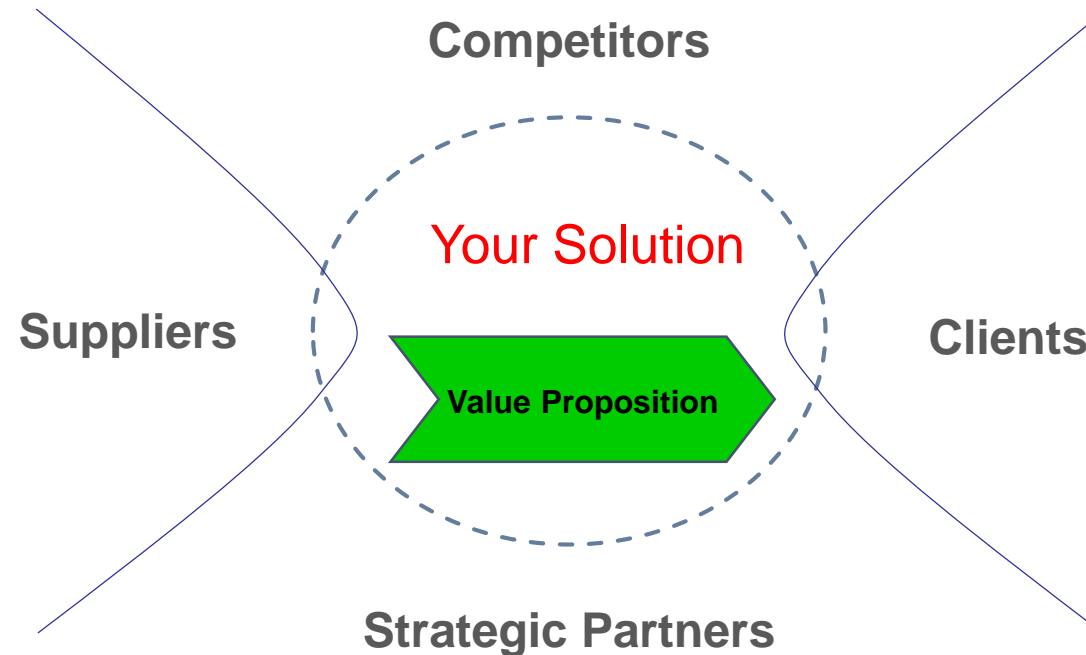 Competitors
Your Solution
Suppliers
Clients
Value Proposition
Strategic Partners